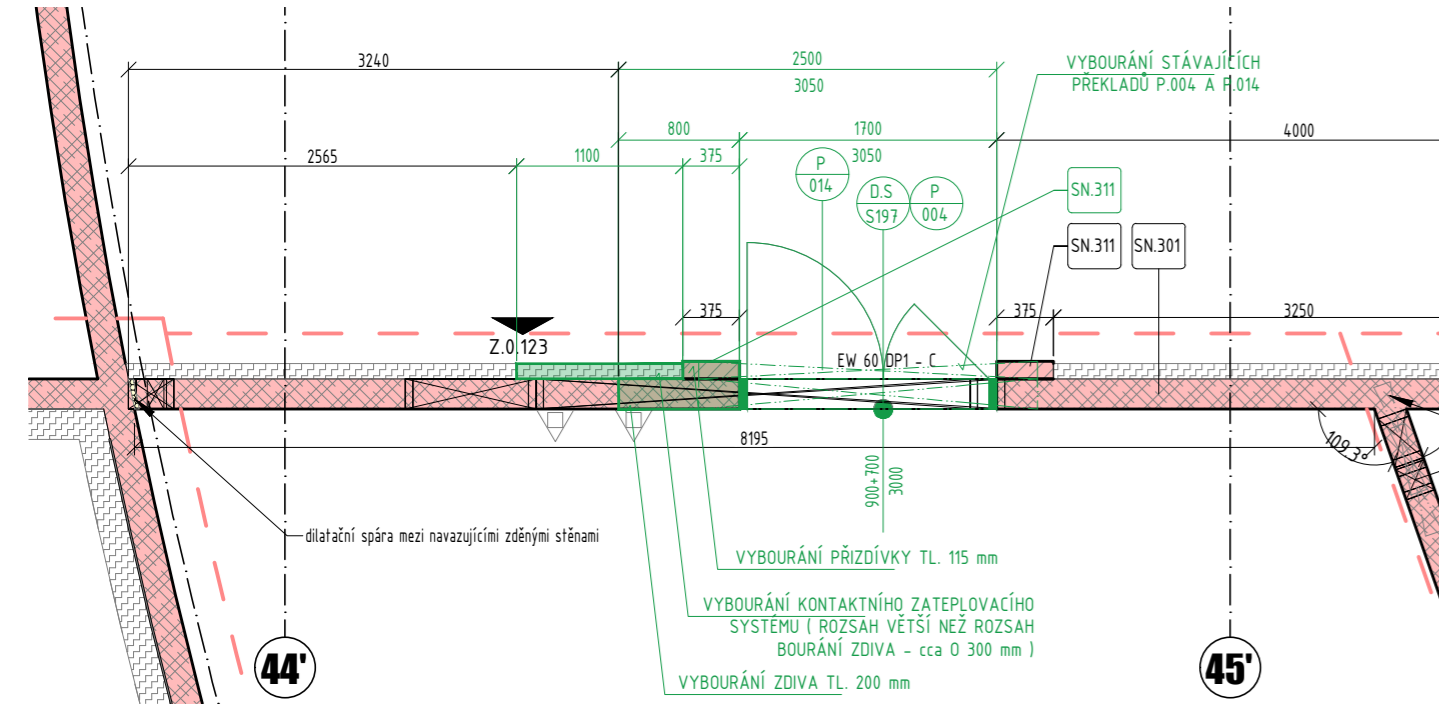 3240
2500
3050
VYBOURÁNÍ STÁVAJÍCÍCH
PŘEKLADŮ P.004 A P.014
800
1700
3050
4000
2565
1100
375
P
014
D.S
S197
P
004
SN.311
SN.311
SN.301
375
375
3250
Z.0.123
EW 60 DP1 - C
8195
109.3°
900+700
3000
dilatační spára mezi navazujícími zděnými stěnami
VYBOURÁNÍ PŘIZDÍVKY TL. 115 mm
VYBOURÁNÍ KONTAKTNÍHO ZATEPLOVACÍHO
SYSTÉMU ( ROZSAH VĚTŠÍ NEŽ ROZSAH
BOURÁNÍ ZDIVA - cca O 300 mm )
VYBOURÁNÍ ZDIVA TL. 200 mm
44'
45'